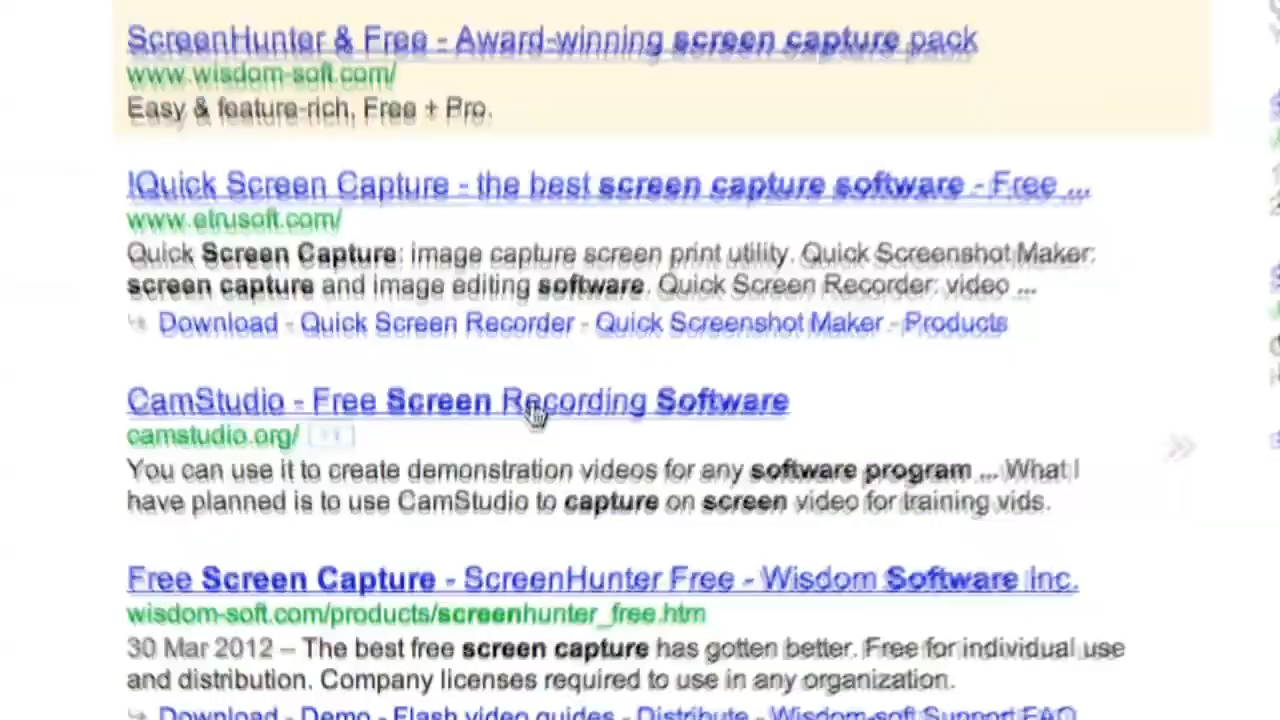 ScreenHunter & Free - Award-winning screen capture pack
www.wisdom-soft.com/
Easy & feature-rich, Free + Pro.
!Quick Screen Capture - the best screen capture software - Free ...
www.etrusoft.com/
Quick Screen Capture: image capture screen print utility. Quick Screenshot Maker:
screen capture and image editing software. Quick Screen Recorder: video ...
Download - Quick Screen Recorder - Quick Screenshot Maker - Products
CamStudio - Free Screen Recording Software
camstudio.org/
You can use it to create demonstration videos for any software program ... What I
have planned is to use CamStudio to capture on screen video for training vids.
Free Screen Capture - ScreenHunter Free - Wisdom Software Inc.
wisdom-soft.com/products/screenhunter_free.htm
30 Mar 2012 – The best free screen capture has gotten better. Free for individual use
and distribution. Company licenses required to use in any organization.
Download - Demo - Flash video guides - Distribute - Wisdom-soft Support FAQ